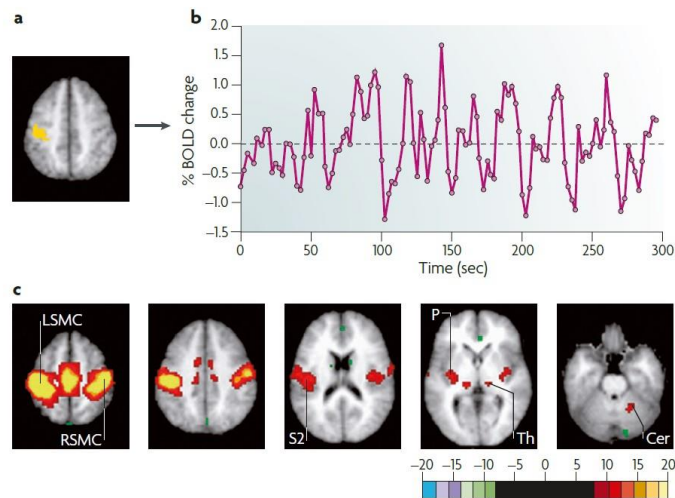 a
b
2.0
1.5
1.0
0.5
0.0
–0.5
–1.0
–1.5
% BOLD change
0
50
100
150
200
250
300
Time (sec)
c
LSMC
RSMC
S2
P
Th
Cer
–20 –15 –10 –5 0 5 10 15 20